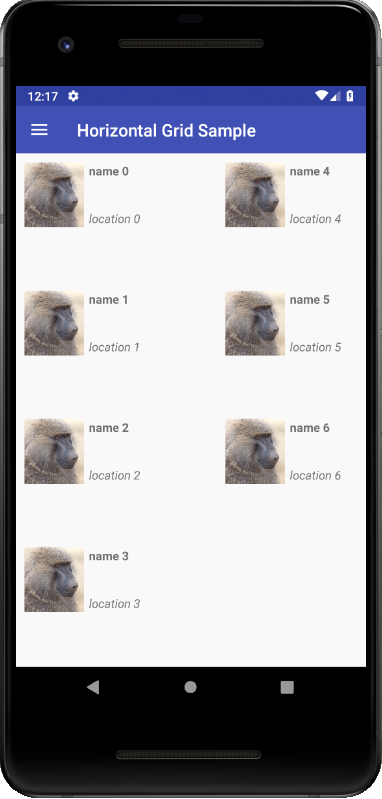 12:17
Horizontal Grid Sample
name 0
location 0
name 4
location 4
name 1
location 1
name 5
location 5
name 2
location 2
name 6
location 6
name 3
location 3